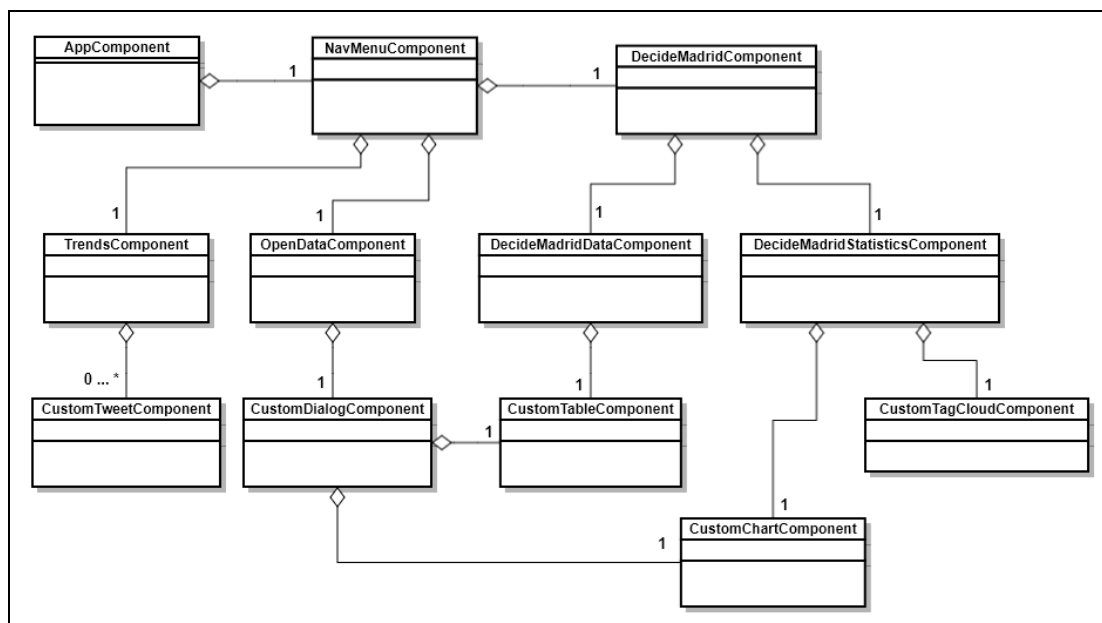 AppComponent
NavMenuComponent
DecideMadridComponent
1
1
1
1
1
1
TrendsComponent
OpenDataComponent
DecideMadridDataComponent
DecideMadridStatisticsComponent
0 ... *
1
1
1
CustomTweetComponent
CustomDialogComponent
CustomTableComponent
CustomTagCloudComponent
1
1
CustomChartComponent
1